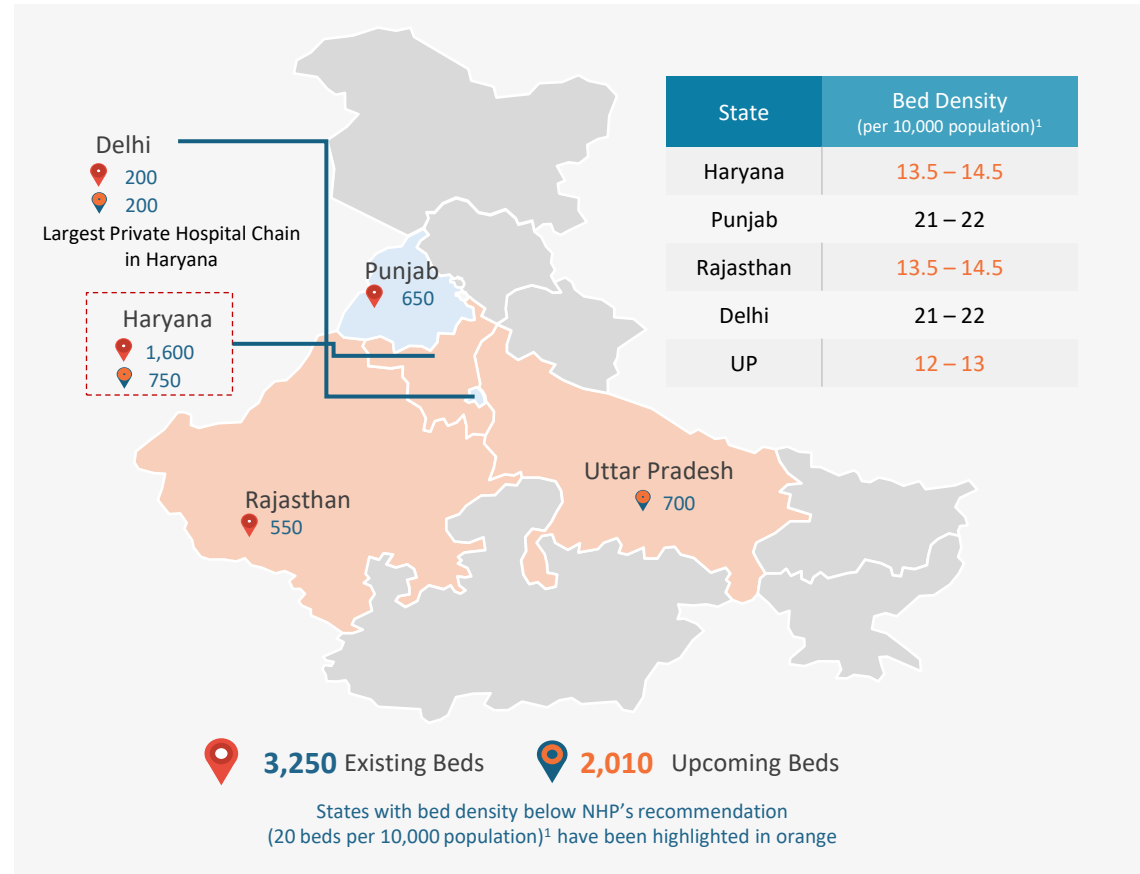 Delhi
200
200
Largest Private Hospital Chain
in Haryana
Haryana
1,600
750
Punjab
650
Rajasthan
550
Uttar Pradesh
700
State
Bed Density
(per 10,000 population)1
Haryana
13.5 – 14.5
Punjab
21 – 22
Rajasthan
13.5 – 14.5
Delhi
21 – 22
UP
12 – 13
3,250 Existing Beds
2,010 Upcoming Beds
States with bed density below NHP's recommendation
(20 beds per 10,000 population)1 have been highlighted in orange